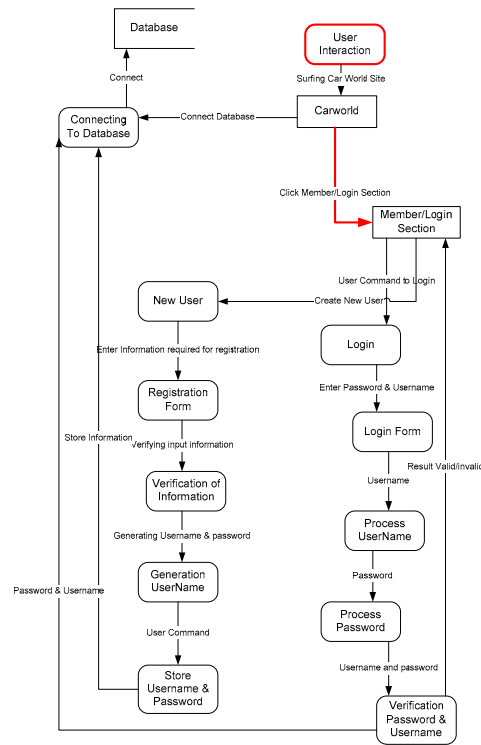 Database
User
Interaction
Connect
Surfing Car World Site
Connecting
To Database
Connect Database
Carworld
Click Member/Login Section
Member/Login
Section
User Command to Login
New User
Create New User
Login
Enter Information required for registration
Enter Password & Username
Registration
Form
Login Form
Store Information
Verifying input information
Result Valid/invalid
Verification of
Information
Username
Process
UserName
Generating Username & password
Generation
UserName
Password
Password & Username
Process
Password
User Command
Username and password
Store
Username &
Password
Verification
Password &
Username